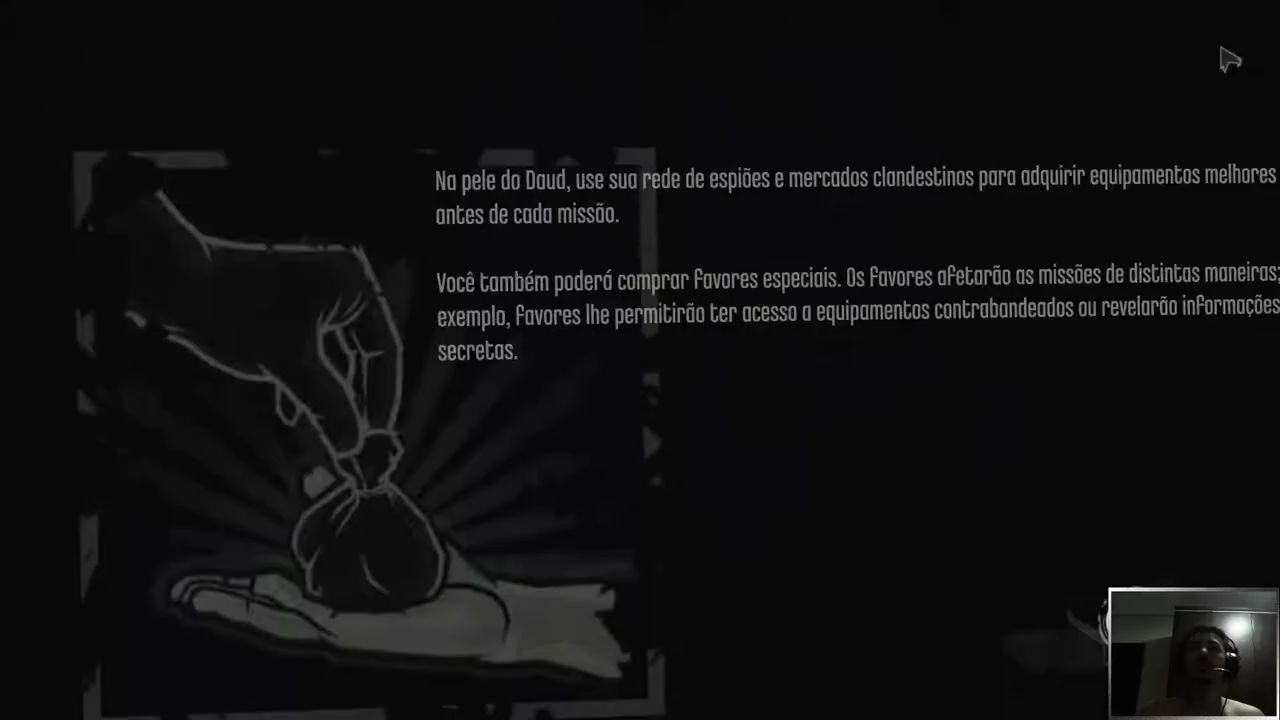 Na pele do Daud, use sua rede de espiões e mercados clandestinos para adquirir equipamentos melhores
antes de cada missão.
Você também poderá comprar favores especiais. Os favores afetarão as missões de distintas maneiras;
exemplo, favores lhe permitirão ter acesso a equipamentos contrabandeados ou revelarão informações
secretas.